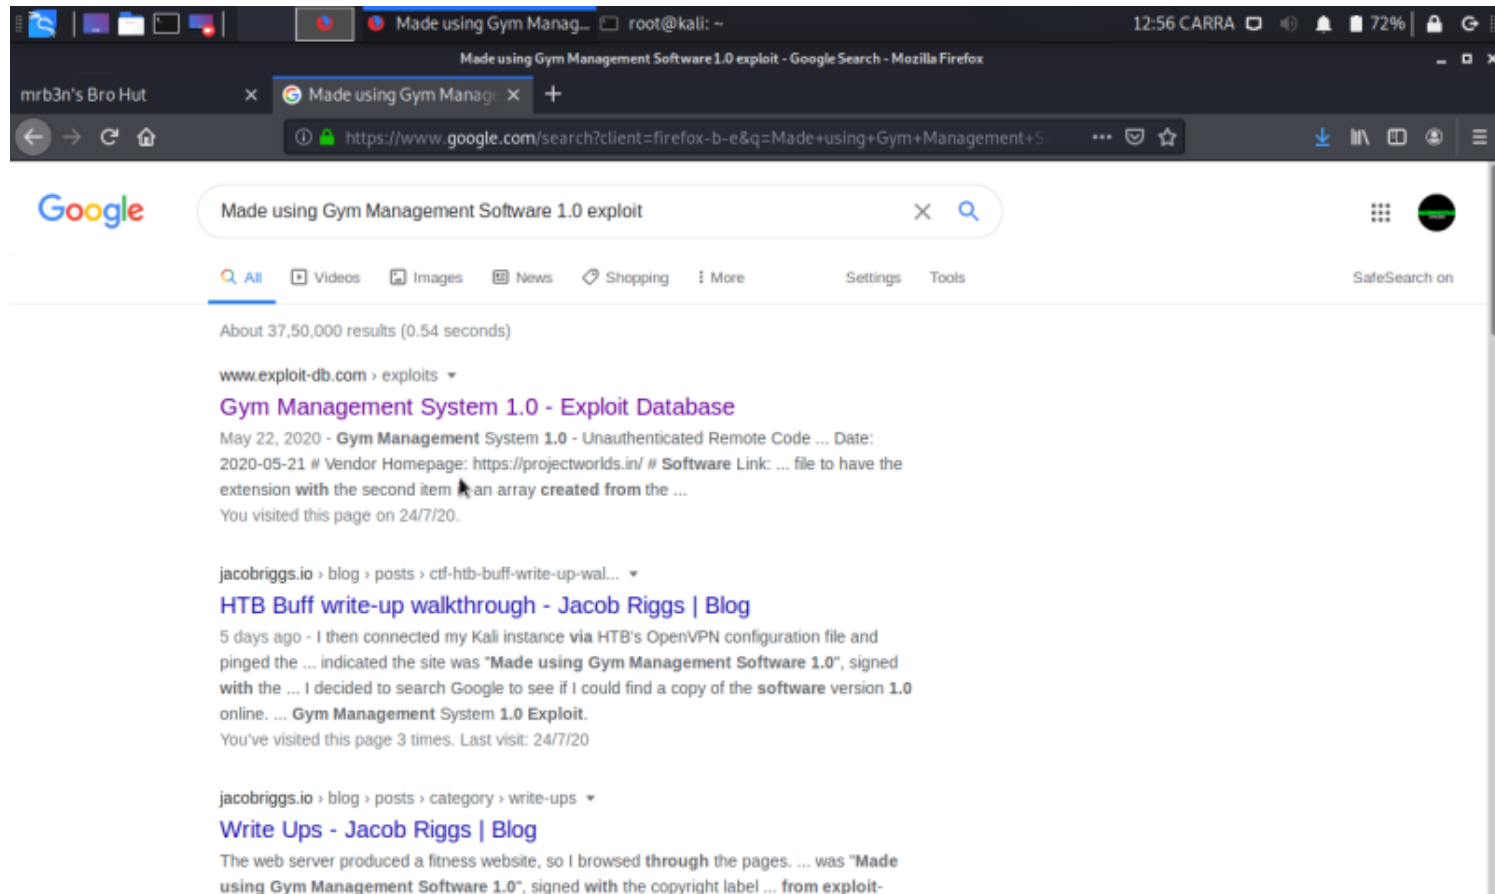 Made using Gym Manag...
root@kali: ~
12:56 CARRA
72%
Made using Gym Management Software 1.0 exploit - Google Search - Mozilla Firefox
mrb3n's Bro Hut
Made using Gym Manage
https://www.google.com/search?client=firefox-b-e&q=Made+using+Gym+Management+S
Google
Made using Gym Management Software 1.0 exploit
All Videos Images News Shopping More Settings Tools SafeSearch on
About 37,50,000 results (0.54 seconds)
www.exploit-db.com › exploits
Gym Management System 1.0 - Exploit Database
May 22, 2020 - Gym Management System 1.0 - Unauthenticated Remote Code ... Date:
2020-05-21 # Vendor Homepage: https://projectworlds.in/ # Software Link: ... file to have the
extension with the second item an array created from the ...
You visited this page on 24/7/20.
jacobriggs.io › blog › posts › ctf-htb-buff-write-up-wal...
HTB Buff write-up walkthrough - Jacob Riggs | Blog
5 days ago - I then connected my Kali instance via HTB's OpenVPN configuration file and
pinged the ... indicated the site was "Made using Gym Management Software 1.0", signed
with the ... I decided to search Google to see if I could find a copy of the software version 1.0
online. ... Gym Management System 1.0 Exploit.
You've visited this page 3 times. Last visit: 24/7/20
jacobriggs.io › blog › posts › category › write-ups
Write Ups - Jacob Riggs | Blog
The web server produced a fitness website, so I browsed through the pages. ... was "Made
using Gym Management Software 1.0", signed with the copyright label ... from exploit-